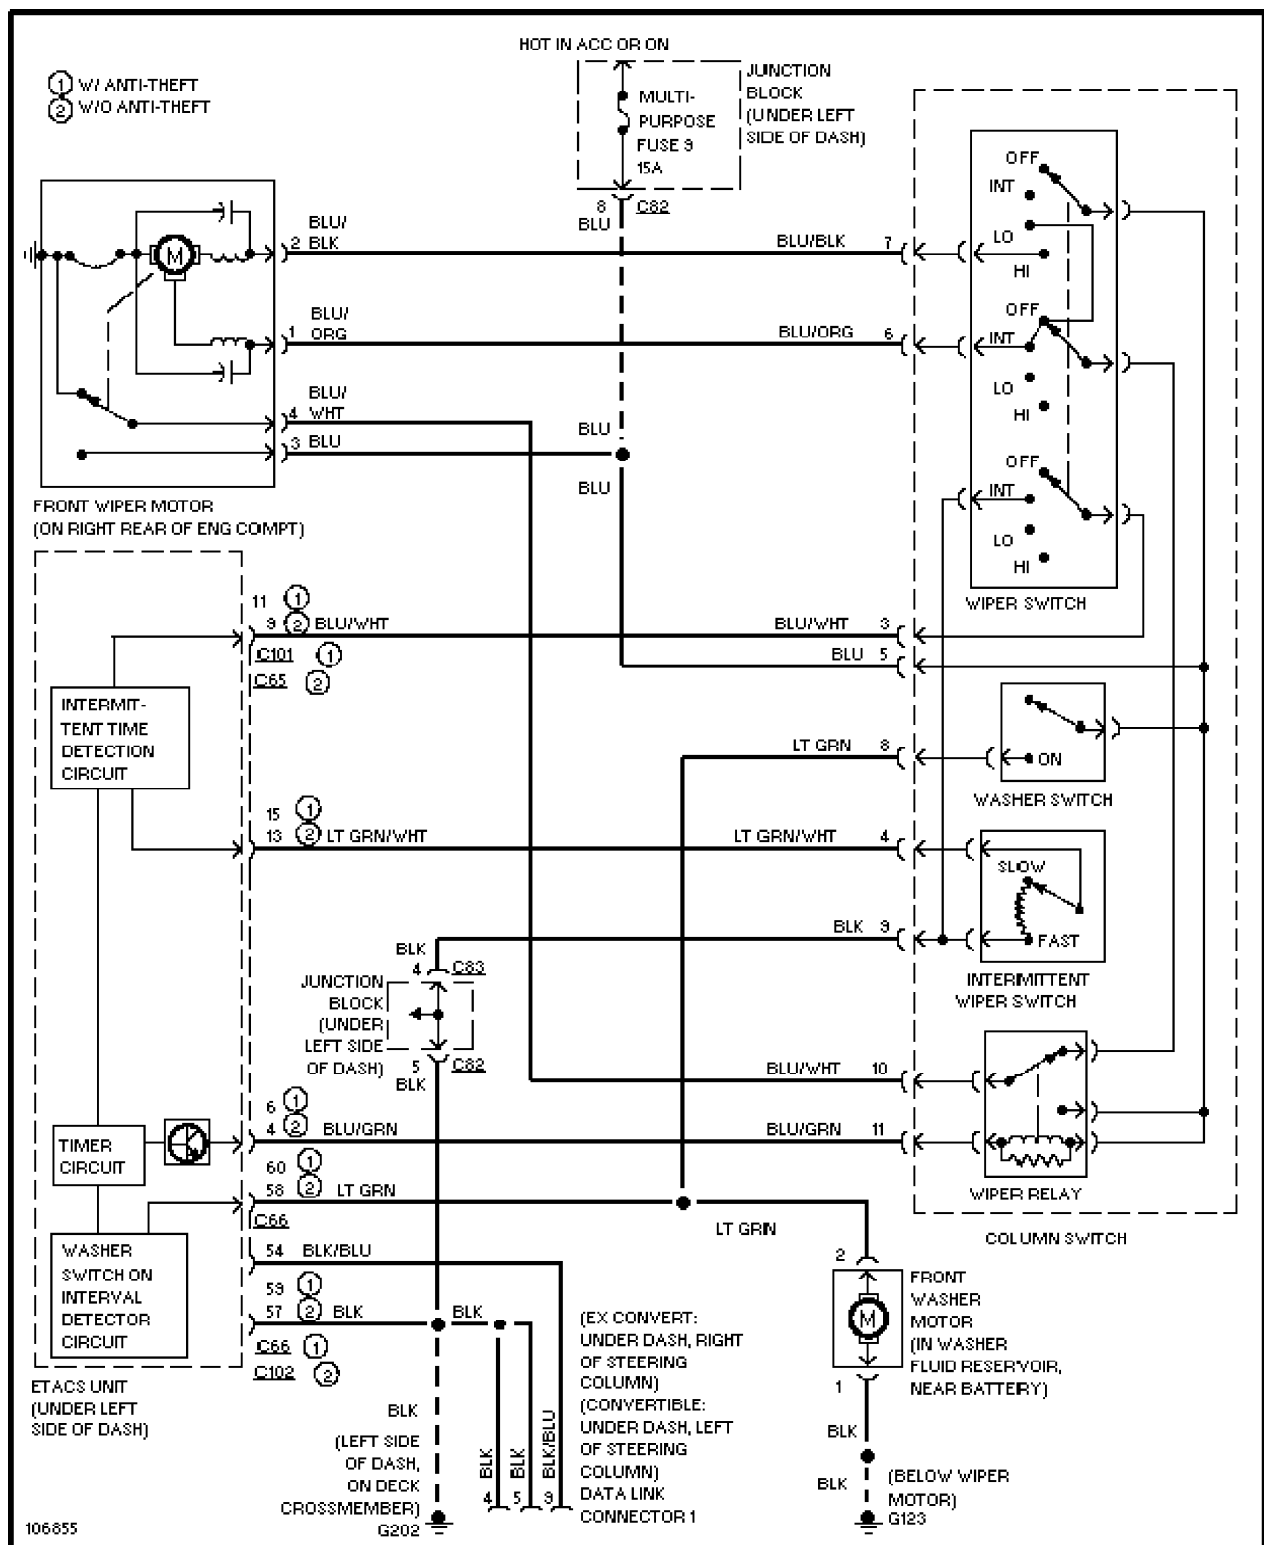 HOT IN ACC OR ON
1 W/ ANTI-THEFT
2 W/O ANTI-THEFT
MULTI-
PURPOSE
FUSE 9
15A
JUNCTION
BLOCK
(UNDER LEFT
SIDE OF DASH)
8 C82
BLU
BLU/
2 BLK
BLU/BLK 7
M
BLU/
1 ORG
BLU/ORG 6
BLU/
4 WHT
3 BLU
BLU
BLU
FRONT WIPER MOTOR
(ON RIGHT REAR OF ENG COMPT)
OFF
INT
LO
HI
OFF
INT
LO
HI
OFF
INT
LO
HI
WIPER SWITCH
11 1
9 2 BLU/WHT
BLU/WHT 3
C101 1
C65 2
BLU 5
INTERMIT-
TENT TIME
DETECTION
CIRCUIT
LT GRN 8
ON
WASHER SWITCH
15 1
13 2 LT GRN/WHT
LT GRN/WHT 4
SLOW
FAST
BLK 9
INTERMITTENT
WIPER SWITCH
BLK
4 C83
JUNCTION
BLOCK
(UNDER
LEFT SIDE
OF DASH)
5 C82
BLK
BLU/WHT 10
6 1
4 2 BLU/GRN
BLU/GRN 11
WIPER RELAY
COLUMN SWITCH
TIMER
CIRCUIT
60 1
58 2 LT GRN
C66
LT GRN
54 BLK/BLU
WASHER
SWITCH ON
INTERVAL
DETECTOR
CIRCUIT
59 1
57 2 BLK
BLK
C66 1
C102 2
ETACS UNIT
(UNDER LEFT
SIDE OF DASH)
2
M
1
FRONT
WASHER
MOTOR
(IN WASHER
FLUID RESERVOIR,
NEAR BATTERY)
BLK
BLK
(BELOW WIPER
MOTOR)
G123
(EX CONVERT:
UNDER DASH, RIGHT
OF STEERING
COLUMN)
(CONVERTIBLE:
UNDER DASH, LEFT
OF STEERING
COLUMN)
DATA LINK
CONNECTOR 1
BLK
BLK
BLK/BLU
4 5 9
BLK
(LEFT SIDE
OF DASH,
ON DECK
CROSSMEMBER)
G202
106855